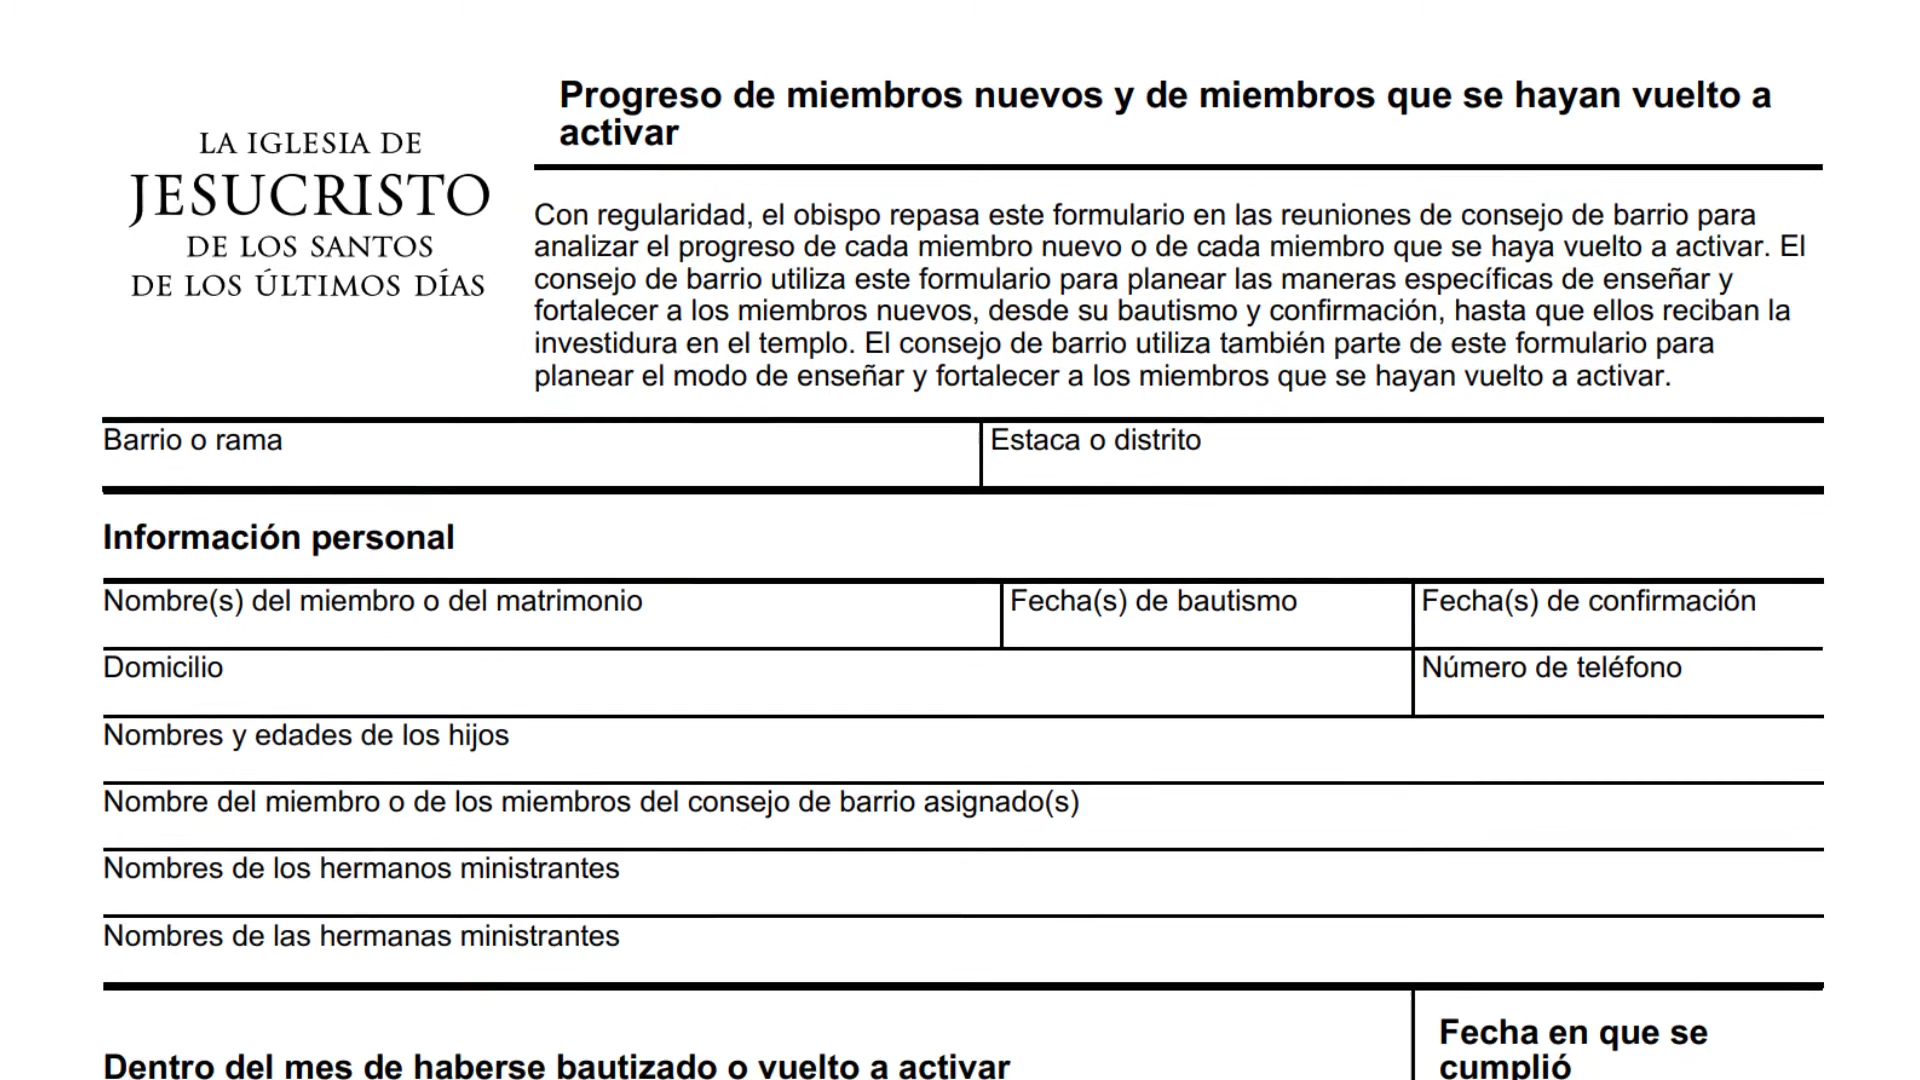 LA IGLESIA DE
JESUCRISTO
DE LOS SANTOS
DE LOS ÚLTIMOS DÍAS
Progreso de miembros nuevos y de miembros que se hayan vuelto a
activar
Con regularidad, el obispo repasa este formulario en las reuniones de consejo de barrio para
analizar el progreso de cada miembro nuevo o de cada miembro que se haya vuelto a activar. El
consejo de barrio utiliza este formulario para planear las maneras específicas de enseñar y
fortalecer a los miembros nuevos, desde su bautismo y confirmación, hasta que ellos reciban la
investidura en el templo. El consejo de barrio utiliza también parte de este formulario para
planear el modo de enseñar y fortalecer a los miembros que se hayan vuelto a activar.
Barrio o rama
Estaca o distrito
Información personal
Nombre(s) del miembro o del matrimonio
Fecha(s) de bautismo
Fecha(s) de confirmación
Domicilio
Número de teléfono
Nombres y edades de los hijos
Nombre del miembro o de los miembros del consejo de barrio asignado(s)
Nombres de los hermanos ministrantes
Nombres de las hermanas ministrantes
Dentro del mes de haberse bautizado o vuelto a activar
Fecha en que se
cumplió